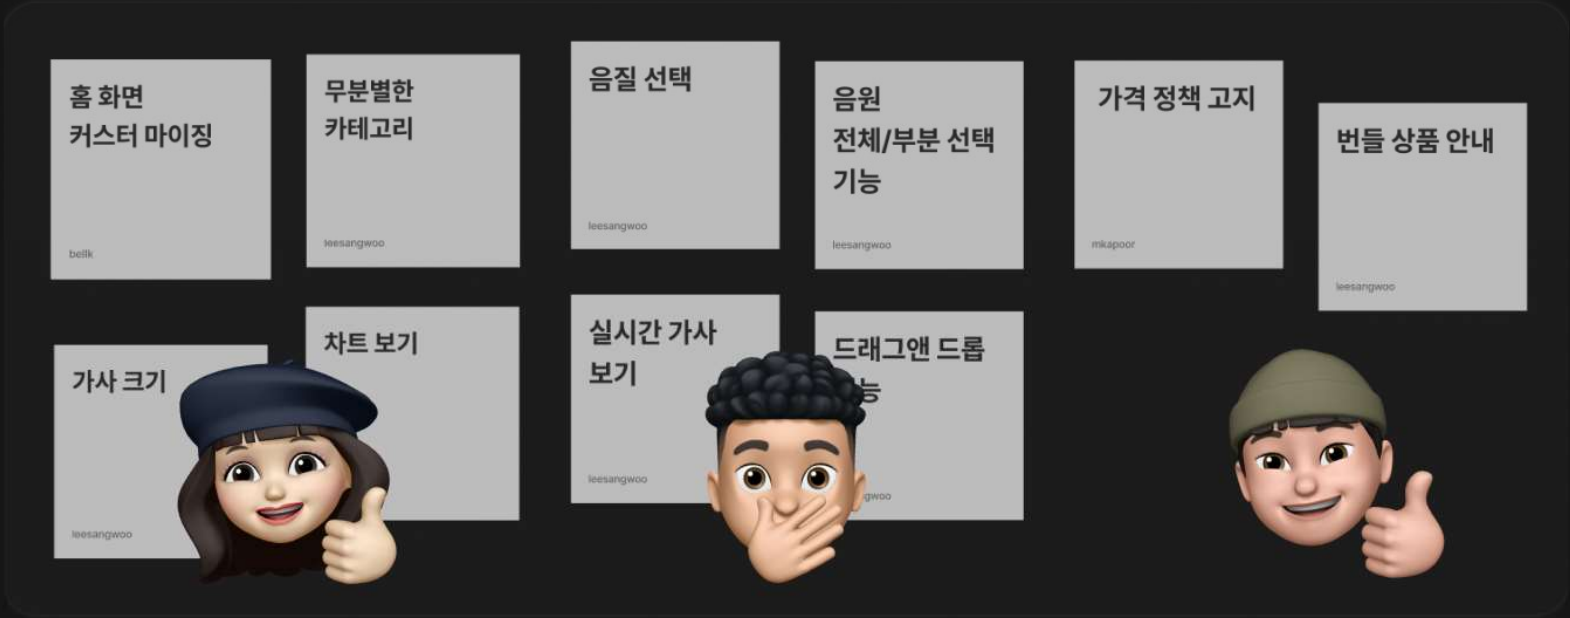 홈 화면
커스터 마이징
bellk
무분별한
카테고리
leesangwoo
음질 선택
leesangwoo
음원
전체/부분 선택
기능
leesangwoo
가격 정책 고지
mkapoor
번들 상품 안내
leesangwoo
가사 크기
leesangwoo
차트 보기
실시간 가사
보기
leesangwoo
드래그앤 드롭
능
gwoo